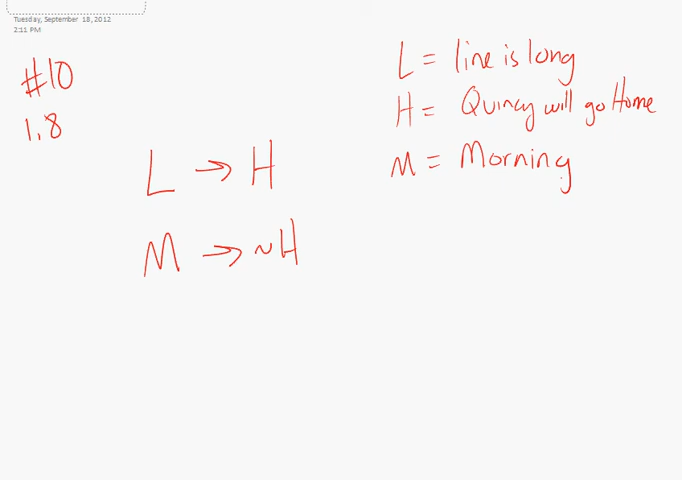 Tuesday, September 18, 2012
2:11 PM
#10
1.8
L = line is long
H = Quincy will go Home
M = Morning
L → H
M → ~H